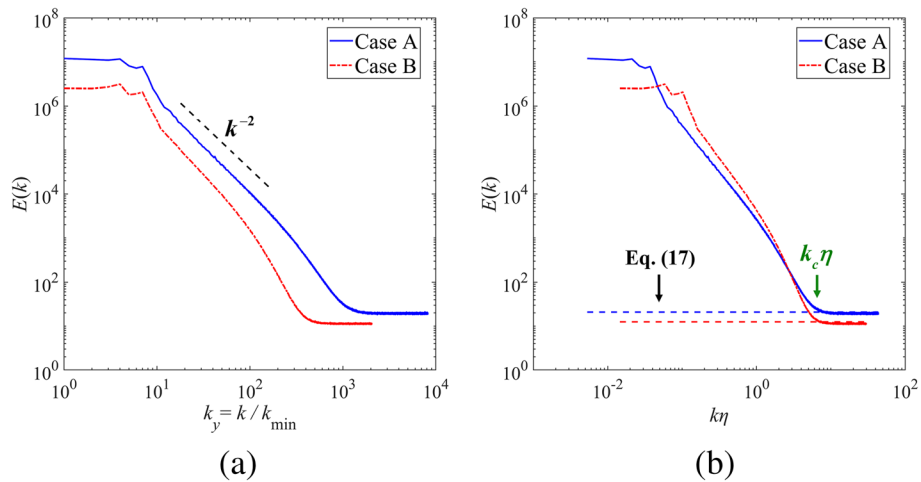 10^8
10^6
10^4
10^2
10^0
E(k)
Case A
Case B
k^{-2}
10^0 10^1 10^2 10^3 10^4
k_y = k / k_min
(a)
10^8
10^6
10^4
10^2
10^0
E(k)
Case A
Case B
Eq. (17)
k_c η
10^{-2} 10^0 10^2
kη
(b)